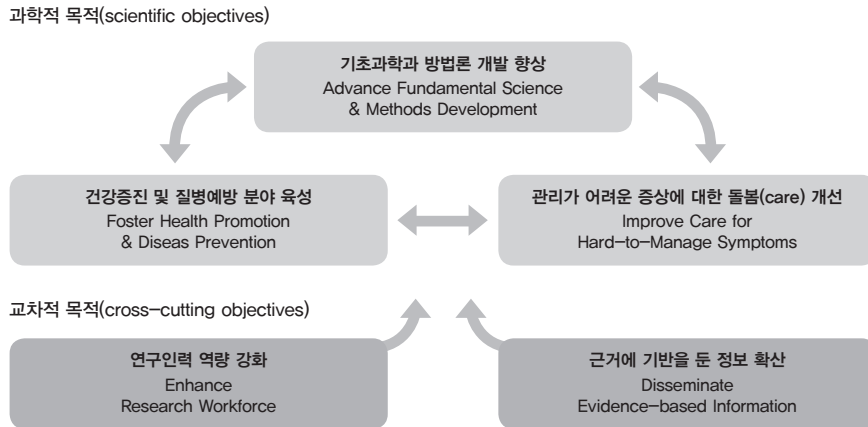 과학적 목적(scientific objectives)
기초과학과 방법론 개발 향상
Advance Fundamental Science
& Methods Development
건강증진 및 질병예방 분야 육성
Foster Health Promotion
& Diseas Prevention
관리가 어려운 증상에 대한 돌봄(care) 개선
Improve Care for
Hard-to-Manage Symptoms
교차적 목적(cross-cutting objectives)
연구인력 역량 강화
Enhance
Research Workforce
근거에 기반을 둔 정보 확산
Disseminate
Evidence-based Information